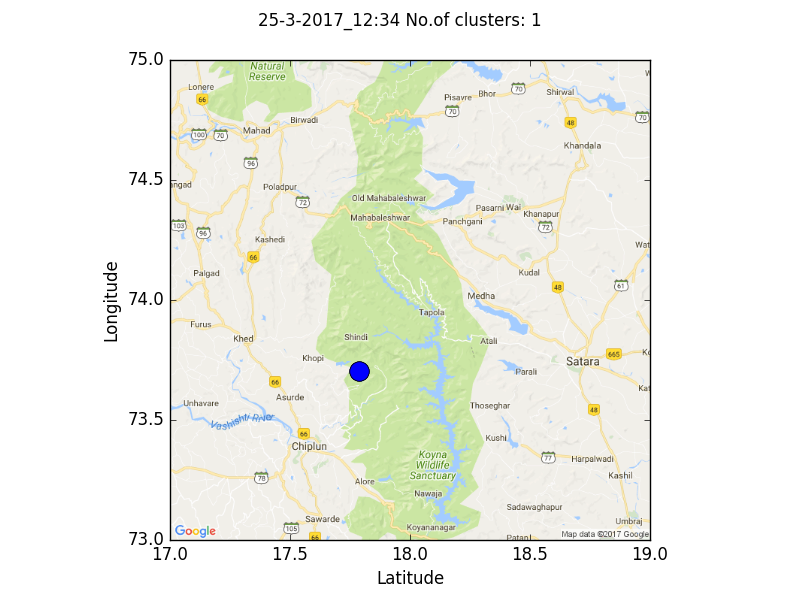 25-3-2017_12:34 No.of clusters: 1
75.0
Natural
Reserve
Lonere
66
Pisavre
Bhor
70
Shirwal
70
70
Birwadi
48
100
70
Mahad
Khandala
96
74.5
ngad
Poladpur
72
Old Mahabaleshwar
Pasarni
Wai
Khanapur
Mahabaleshwar
Panchgani
103
96
72
Kashedi
Wat
66
Palgad
Kudal
74.0
48
61
Medha
Tapola
Furus
Khed
Shindi
Atali
Khopi
Satara
665
Parali
66
Kat
Asurde
Unhavare
Thoseghar
48
73.5
Vashishti River
66
Kushi
Chiplun
Koyna
Wildlife
Sanctuary
77
Harpalwadi
78
Alore
Kashil
Nawaja
Sadawaghapur
Sawarde
105
Koyananagar
Umbraj
66
Patan
Google
Map data ©2017 Google
73.0
17.0
17.5
18.0
18.5
19.0
Longitude
Latitude